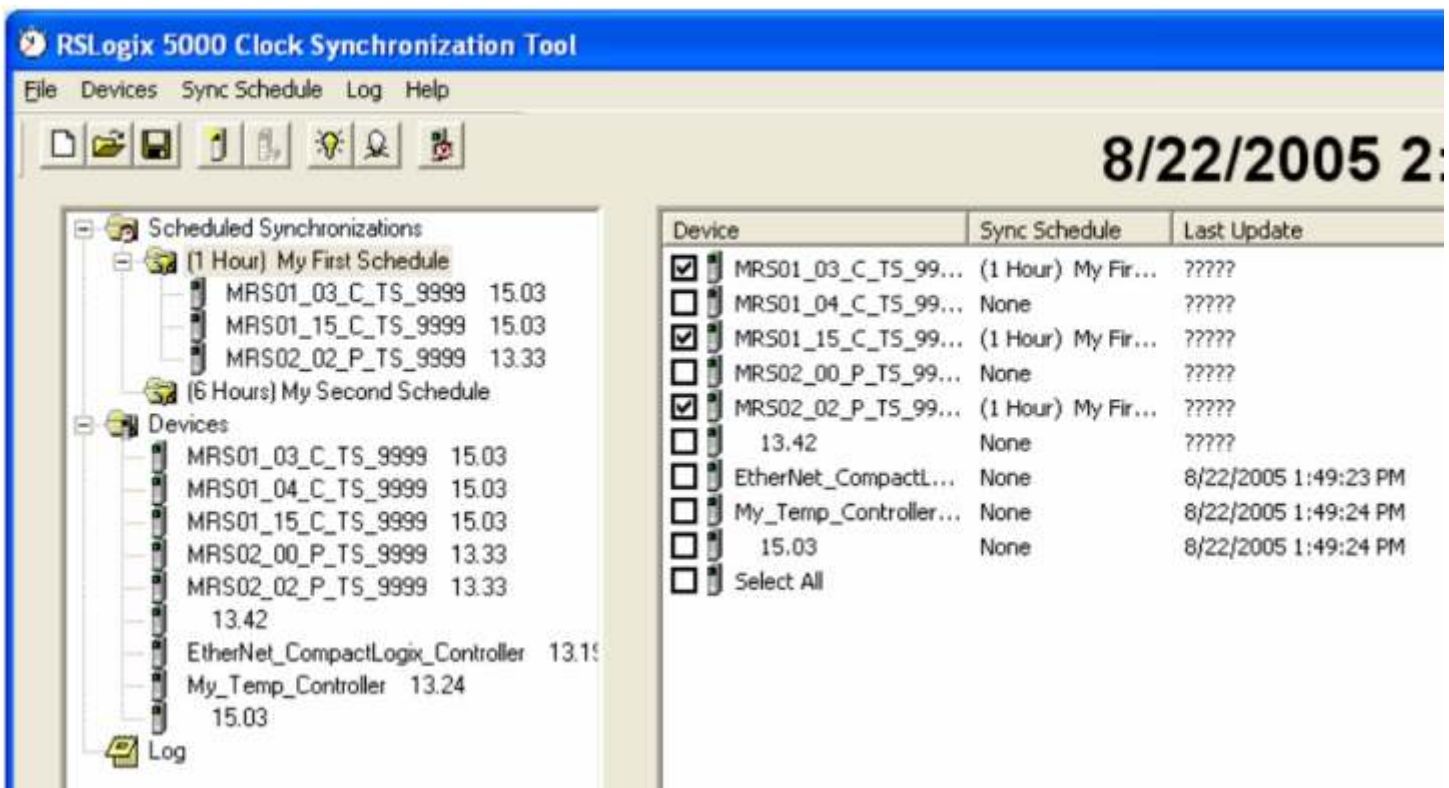 RSLogix 5000 Clock Synchronization Tool
File Devices Sync Schedule Log Help
8/22/2005 2:
Scheduled Synchronizations
(1 Hour) My First Schedule
MRS01_03_C_TS_9999 15.03
MRS01_15_C_TS_9999 15.03
MRS02_02_P_TS_9999 13.33
(6 Hours) My Second Schedule
Devices
MRS01_03_C_TS_9999 15.03
MRS01_04_C_TS_9999 15.03
MRS01_15_C_TS_9999 15.03
MRS02_00_P_TS_9999 13.33
MRS02_02_P_TS_9999 13.33
13.42
EtherNet_CompactLogix_Controller
My_Temp_Controller 13.24
15.03
Log
Device Sync Schedule Last Update
MRS01_03_C_TS_99... (1 Hour) My Fir... ?????
MRS01_04_C_TS_99... None ?????
MRS01_15_C_TS_99... (1 Hour) My Fir... ?????
MRS02_00_P_TS_99... None ?????
MRS02_02_P_TS_99... (1 Hour) My Fir... ?????
13.42 None ?????
EtherNet_CompactL... None 8/22/2005 1:49:23 PM
My_Temp_Controller... None 8/22/2005 1:49:24 PM
15.03 None 8/22/2005 1:49:24 PM
Select All